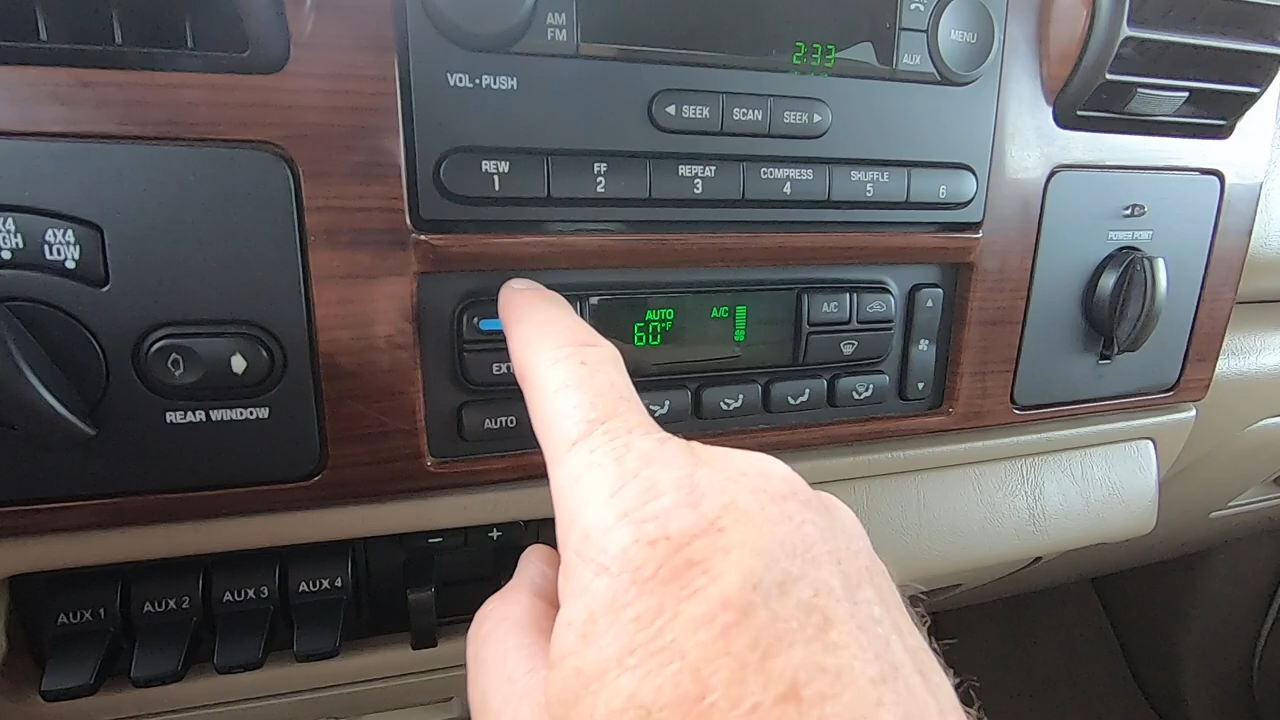 AM
FM
2:33
MENU
AUX
VOL•PUSH
◀ SEEK
SCAN
SEEK ▶
REW
1
FF
2
REPEAT
3
COMPRESS
4
SHUFFLE
5
6
4X4
LOW
REAR WINDOW
AUTO
60°F
A/C
A/C
EXT
AUTO
POWER POINT
- +
AUX 1
AUX 2
AUX 3
AUX 4